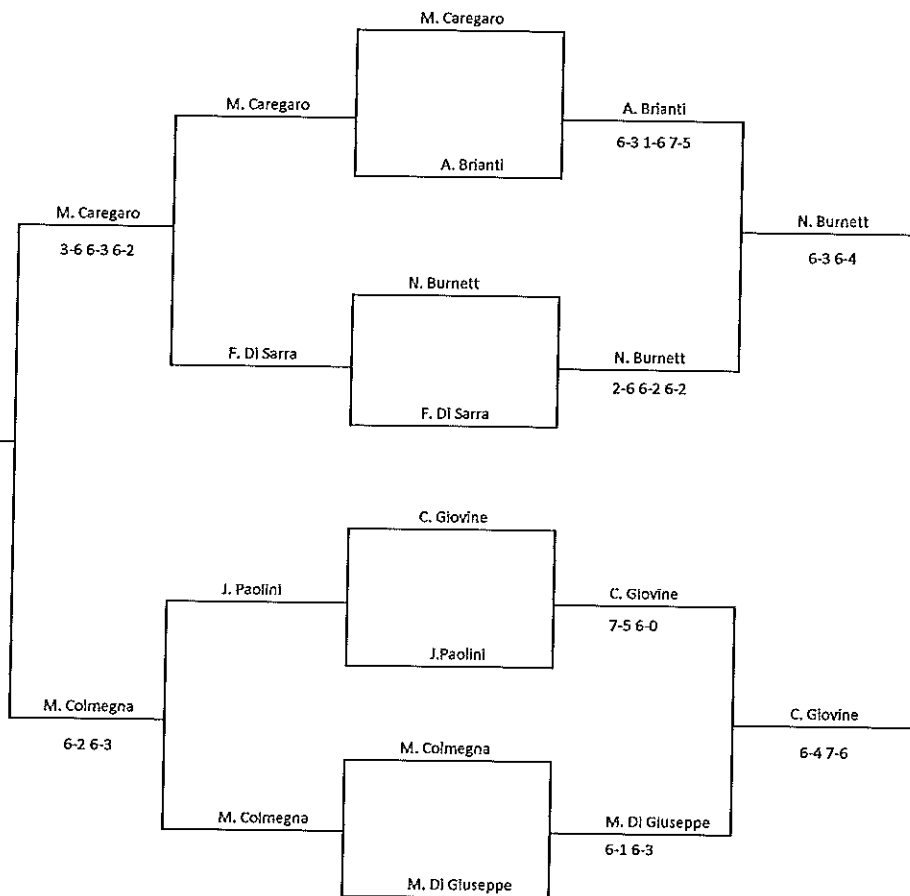 M. Caregaro
M. Caregaro
A. Brianti
6-3 1-6 7-5
A. Brianti
M. Caregaro
3-6 6-3 6-2
N. Burnett
6-3 6-4
N. Burnett
F. Di Sarra
N. Burnett
2-6 6-2 6-2
F. Di Sarra
C. Giovine
J. Paolini
C. Giovine
7-5 6-0
J.Paolini
M. Colmegna
6-2 6-3
C. Giovine
6-4 7-6
M. Colmegna
M. Colmegna
M. Di Giuseppe
6-1 6-3
M. Di Giuseppe